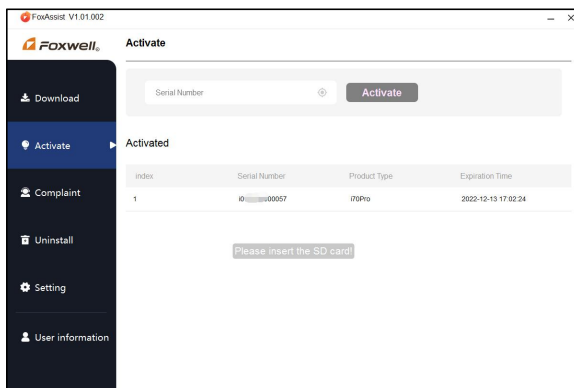 FoxAssist V1.01.002
FOXWELL®
Activate
Download
Serial Number
Activate
Activate
Activated
index Serial Number Product Type Expiration Time
1 i70Pro 2022-12-13 17:02:24
Complaint
Uninstall
Please insert the SD card!
Setting
User information